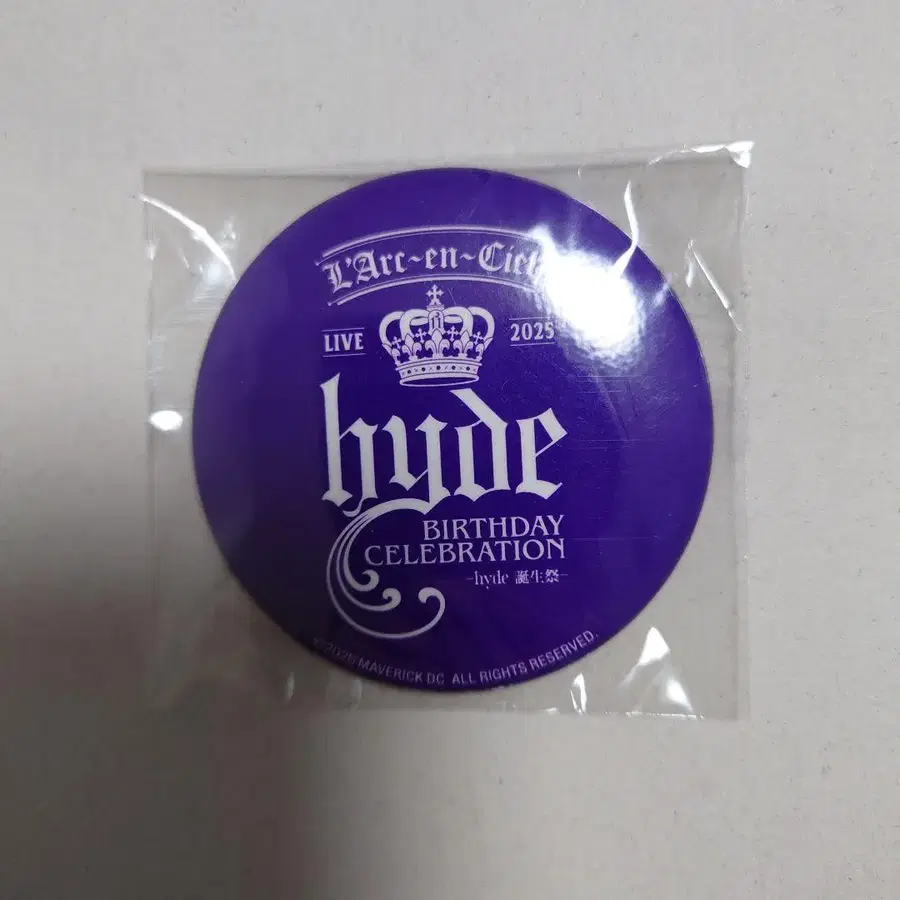 L'Arc~en~Ciel
LIVE
2025
hyde
BIRTHDAY
CELEBRATION
-hyde 誕生祭-
©2025 MAVERICK DC ALL RIGHTS RESERVED.